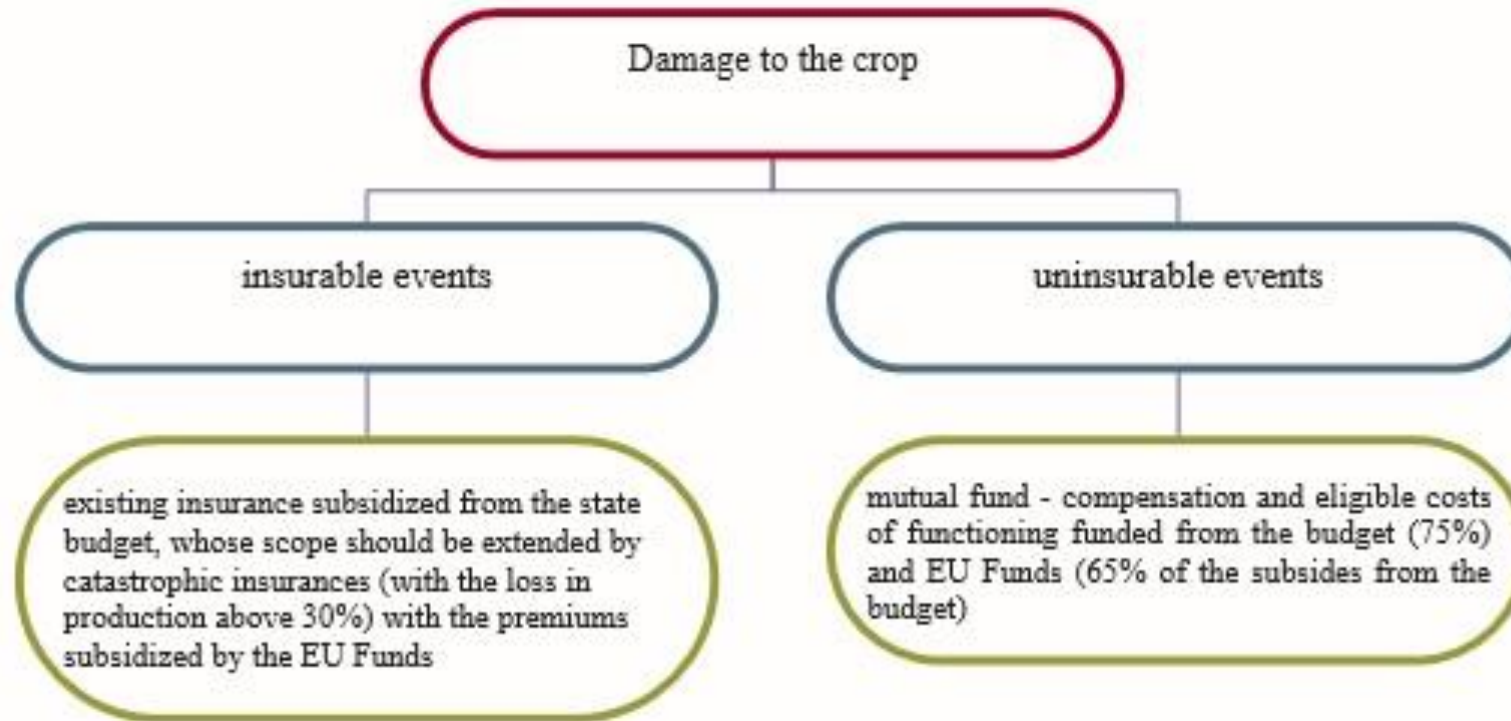 Damage to the crop
insurable events
uninsurable events
existing insurance subsidized from the state
budget, whose scope should be extended by
catastrophic insurances (with the loss in
production above 30%) with the premiums
subsidized by the EU Funds
mutual fund - compensation and eligible costs
of functioning funded from the budget (75%)
and EU Funds (65% of the subsides from the
budget)